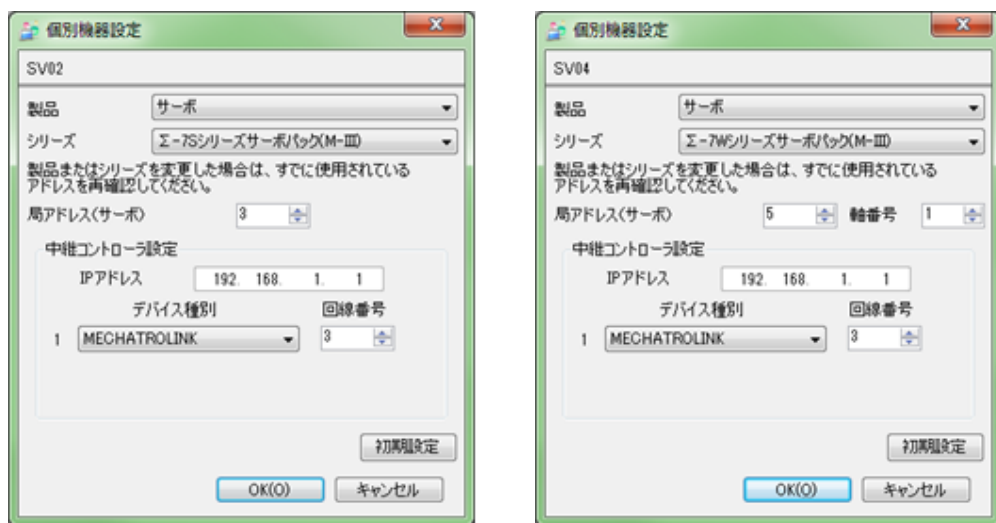 個別機器設定
SV02
製品 サーボ
シリーズ Σ-7Sシリーズサーボパック(M-Ⅲ)
製品またはシリーズを変更した場合は、すでに使用されている
アドレスを再確認してください。
局アドレス(サーボ) 3
中継コントローラ設定
IPアドレス 192. 168. 1. 1
デバイス種別 回線番号
1 MECHATROLINK 3
初期設定
OK(O) キャンセル
個別機器設定
SV04
製品 サーボ
シリーズ Σ-7Wシリーズサーボパック(M-Ⅲ)
製品またはシリーズを変更した場合は、すでに使用されている
アドレスを再確認してください。
局アドレス(サーボ) 5 軸番号 1
中継コントローラ設定
IPアドレス 192. 168. 1. 1
デバイス種別 回線番号
1 MECHATROLINK 3
初期設定
OK(O) キャンセル